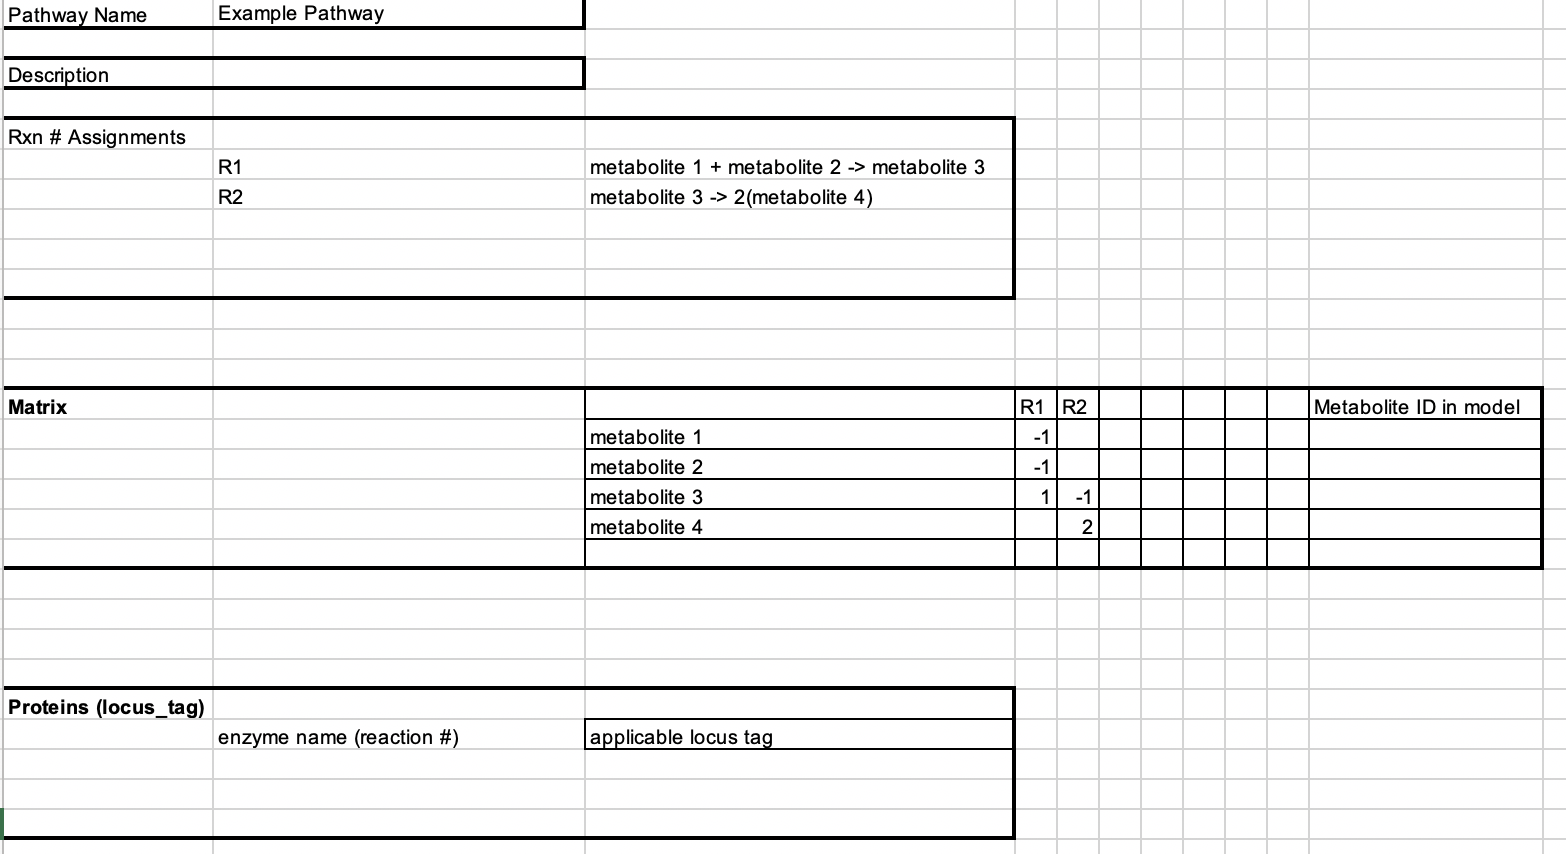 Pathway Name Example Pathway
Description
Rxn # Assignments
R1 metabolite 1 + metabolite 2 -> metabolite 3
R2 metabolite 3 -> 2(metabolite 4)
Matrix R1 R2 Metabolite ID in model
metabolite 1 -1
metabolite 2 -1
metabolite 3 1 -1
metabolite 4 2
Proteins (locus_tag)
enzyme name (reaction #) applicable locus tag